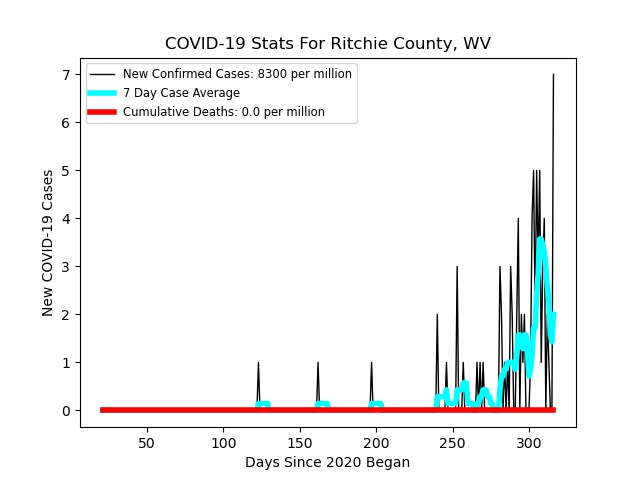 COVID-19 Stats For Ritchie County, WV
New Confirmed Cases: 8300 per million
7 Day Case Average
Cumulative Deaths: 0.0 per million
New COVID-19 Cases
7
6
5
4
3
2
1
0
50 100 150 200 250 300
Days Since 2020 Began